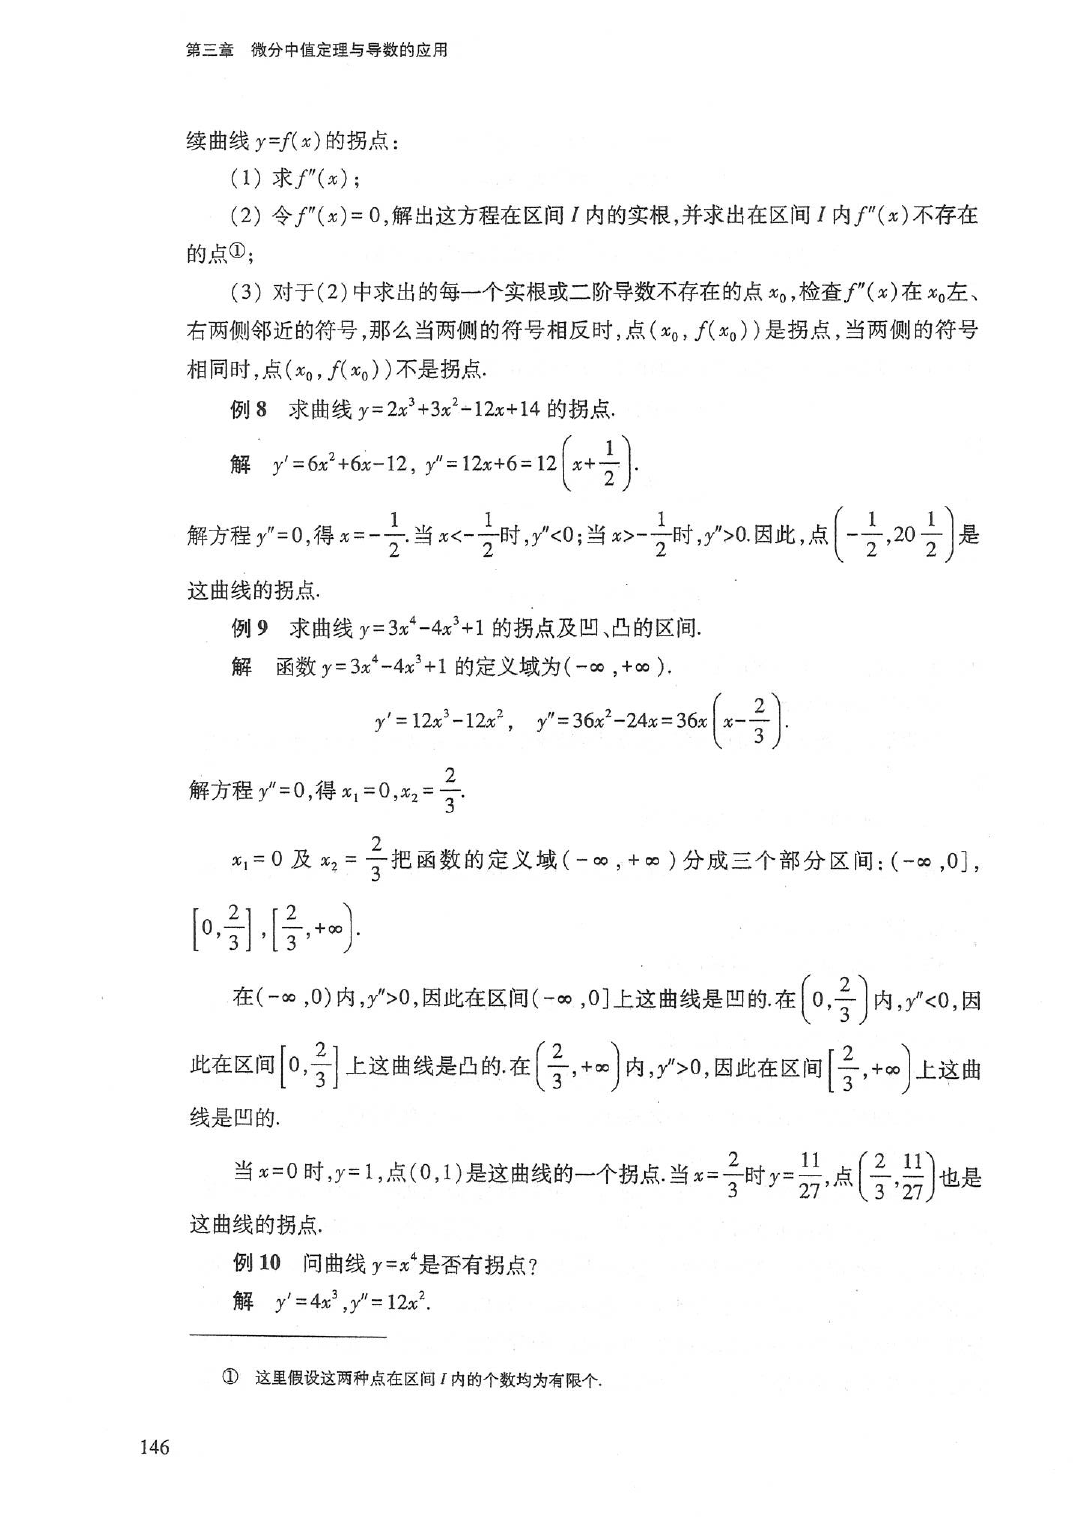 第三章 微分中值定理与导数的应用
续曲线 y=f(x)的拐点:
(1) 求f″(x);
(2) 令f″(x)=0,解出这方程在区间 I 内的实根,并求出在区间 I 内f″(x)不存在
的点①;
(3) 对于(2)中求出的每一个实根或二阶导数不存在的点 x₀,检查f″(x)在 x₀左、
右两侧邻近的符号,那么当两侧的符号相反时,点(x₀, f(x₀))是拐点,当两侧的符号
相同时,点(x₀, f(x₀))不是拐点.
例 8 求曲线 y=2x³+3x²-12x+14 的拐点.
解 y′=6x²+6x-12, y″=12x+6=12(x+1/2).
解方程 y″=0,得 x=-1/2.当 x<-1/2时,y″<0;当 x>-1/2时,y″>0.因此,点(-1/2,20 1/2)是
这曲线的拐点.
例 9 求曲线 y=3x⁴-4x³+1 的拐点及凹、凸的区间.
解 函数 y=3x⁴-4x³+1 的定义域为(-∞,+∞).
y′=12x³-12x², y″=36x²-24x=36x(x-2/3).
解方程 y″=0,得 x₁=0,x₂=2/3.
x₁=0 及 x₂=2/3把函数的定义域(-∞,+∞)分成三个部分区间:(-∞,0],
[0,2/3],[2/3,+∞).
在(-∞,0)内,y″>0,因此在区间(-∞,0]上这曲线是凹的.在(0,2/3)内,y″<0,因
此在区间[0,2/3]上这曲线是凸的.在(2/3,+∞)内,y″>0,因此在区间[2/3,+∞)上这曲
线是凹的.
当 x=0 时,y=1,点(0,1)是这曲线的一个拐点.当 x=2/3时 y=11/27,点(2/3,11/27)也是
这曲线的拐点.
例 10 问曲线 y=x⁴是否有拐点?
解 y′=4x³,y″=12x².
① 这里假设这两种点在区间 I 内的个数均为有限个.
146